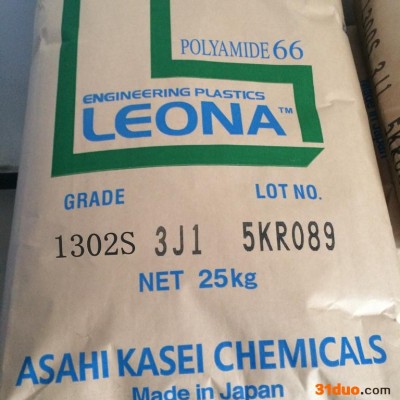 POLYAMIDE 66
ENGINEERING PLASTICS
LEONA™
GRADE LOT NO.
1302S 3J1 5KR089
NET 25kg
ASAHI KASEI CHEMICALS
Made in Japan
31duo.com